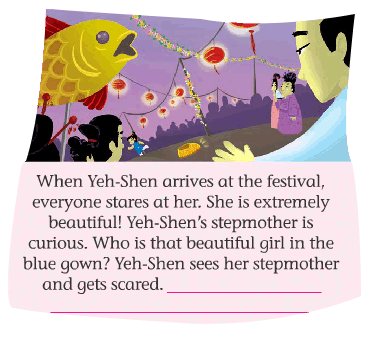 When Yeh-Shen arrives at the festival,
everyone stares at her. She is extremely
beautiful! Yeh-Shen's stepmother is
curious. Who is that beautiful girl in the
blue gown? Yeh-Shen sees her stepmother
and gets scared.